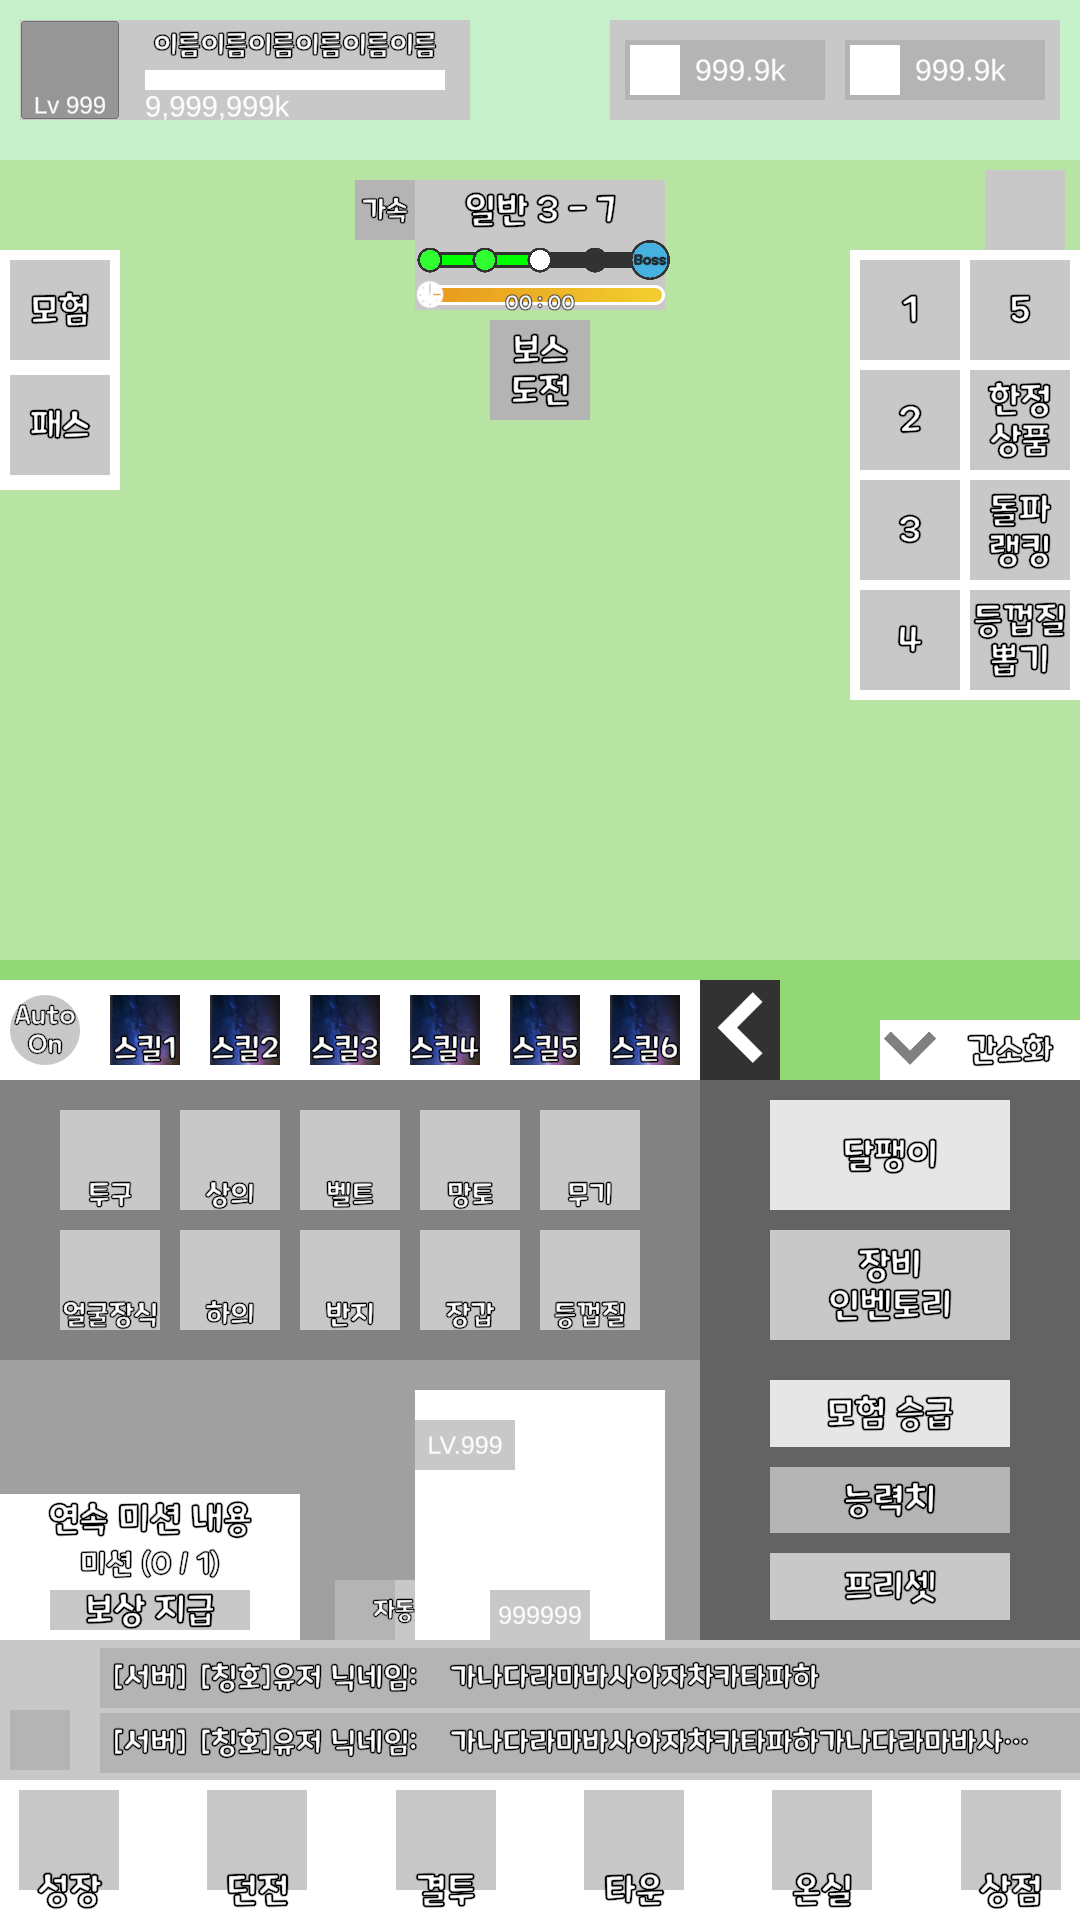 이름이름이름이름이름이름
Lv 999
9,999,999k
999.9k
999.9k
가속
일반 3 - 7
Boss
00 : 00
보스
도전
모험
패스
1
5
2
한정
상품
3
돌파
랭킹
4
등껍질
뽑기
Auto
On
스킬1
스킬2
스킬3
스킬4
스킬5
스킬6
간소화
투구
상의
벨트
망토
무기
얼굴장식
하의
반지
장갑
등껍질
달팽이
장비
인벤토리
모험 승급
능력치
프리셋
LV.999
연속 미션 내용
미션 (0 / 1)
보상 지급
자동
999999
[서버] [칭호]유저 닉네임: 가나다라마바사아자차카타파하
[서버] [칭호]유저 닉네임: 가나다라마바사아자차카타파하가나다라마바사…
성장
던전
결투
타운
온실
상점